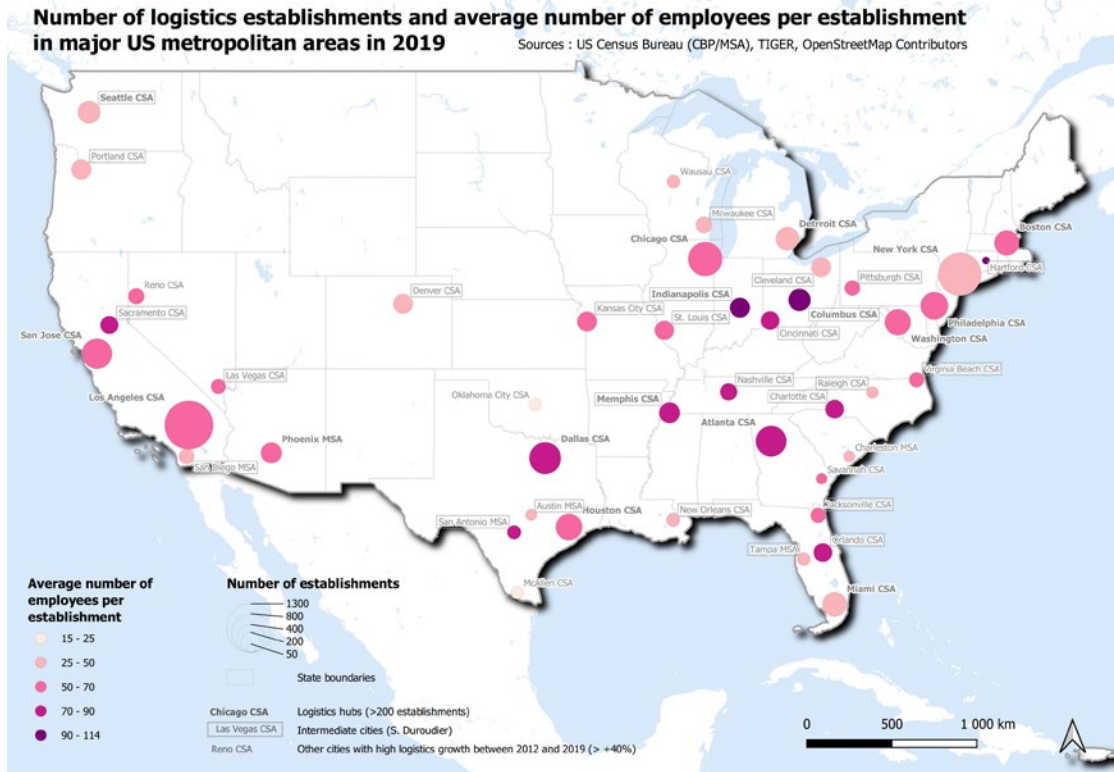 Number of logistics establishments and average number of employees per establishment
in major US metropolitan areas in 2019
Sources : US Census Bureau (CBP/MSA), TIGER, OpenStreetMap Contributors
Seattle CSA
Portland CSA
Wausau CSA
Milwaukee CSA
Detrroit CSA
Boston CSA
Chicago CSA
New York CSA
Hartford CSA
Cleveland CSA
Pittsburgh CSA
Reno CSA
Denver CSA
Indianapolis CSA
Sacramento CSA
Kansas City CSA
St. Louis CSA
Columbus CSA
Philadelphia CSA
Cincinnati CSA
Washington CSA
San Jose CSA
Las Vegas CSA
Virginia Beach CSA
Nashville CSA
Raleigh CSA
Los Angeles CSA
Oklahoma City CSA
Memphis CSA
Charlotte CSA
Atlanta CSA
Phoenix MSA
Dallas CSA
Charleston MSA
San Diego MSA
Savannah CSA
Austin MSA
Houston CSA
New Orleans CSA
Jacksonville CSA
San Antonio MSA
Orlando CSA
Tampa MSA
McAllen CSA
Miami CSA
Average number of
employees per
establishment
15 - 25
25 - 50
50 - 70
70 - 90
90 - 114
Number of establishments
1300
800
400
200
50
State boundaries
Chicago CSA
Logistics hubs (>200 establishments)
Las Vegas CSA
Intermediate cities (S. Duroudier)
Reno CSA
Other cities with high logistics growth between 2012 and 2019 (> +40%)
0
500
1 000 km